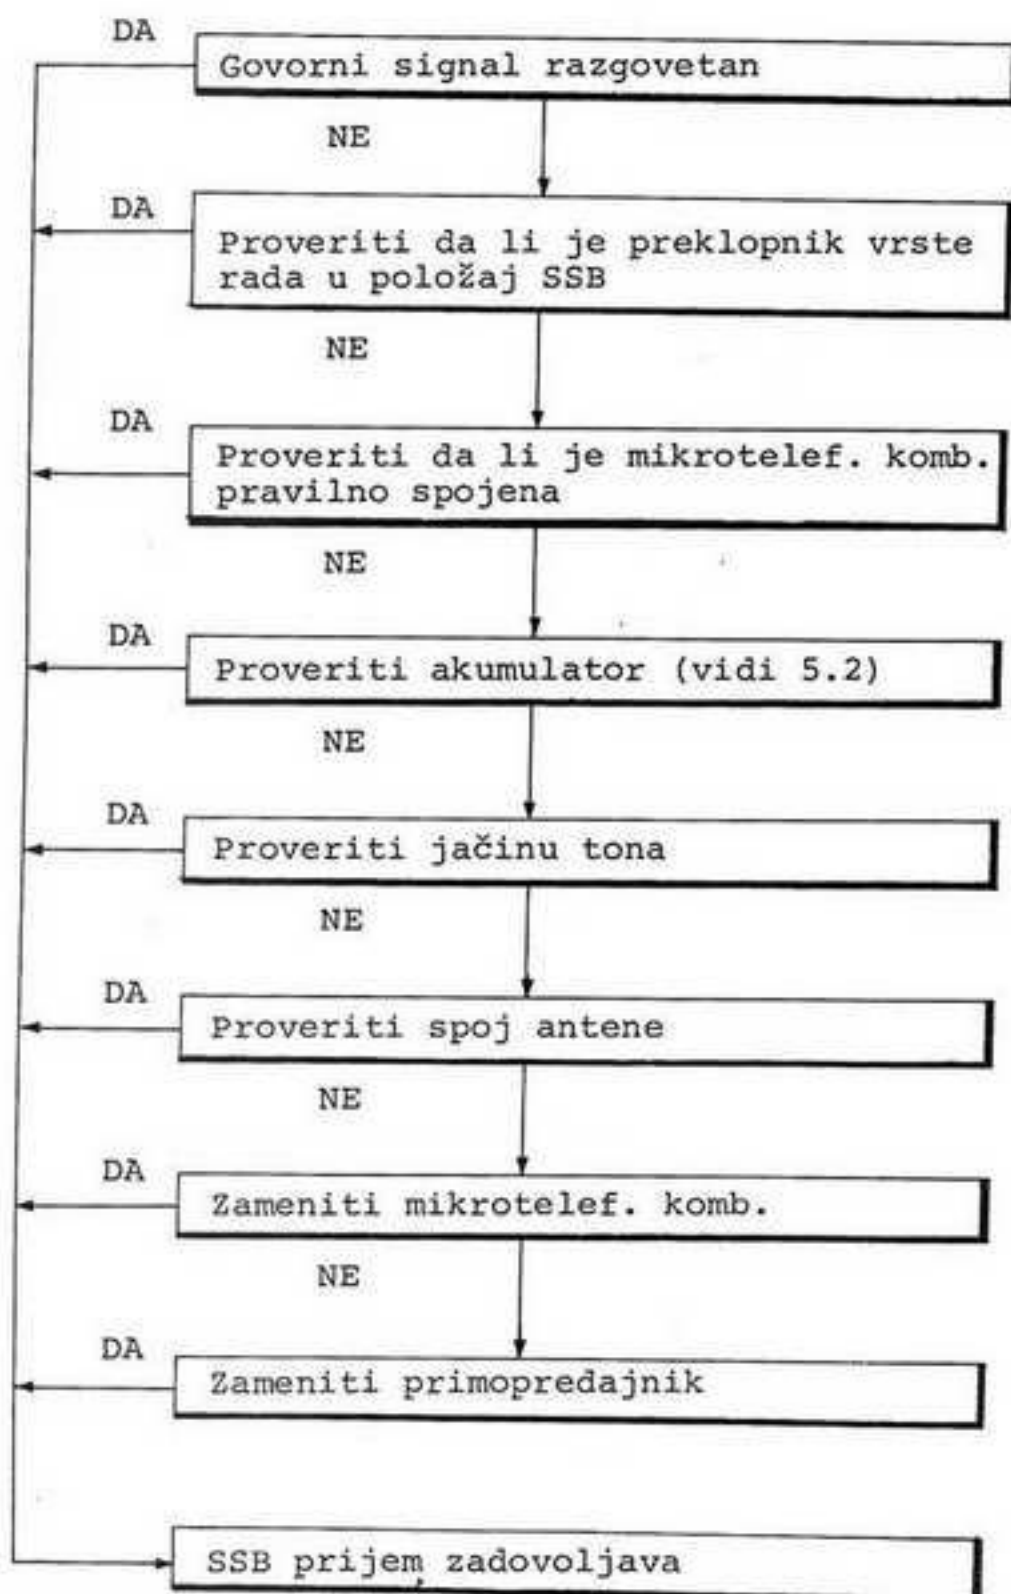 DA
Govorni signal razgovetan
NE
DA
Proveriti da li je preklopnik vrste
rada u položaj SSB
NE
DA
Proveriti da li je mikrotelef. komb.
pravilno spojena
NE
DA
Proveriti akumulator (vidi 5.2)
NE
DA
Proveriti jačinu tona
NE
DA
Proveriti spoj antene
NE
DA
Zameniti mikrotelef. komb.
NE
DA
Zameniti primopredajnik
SSB prijem zadovoljava